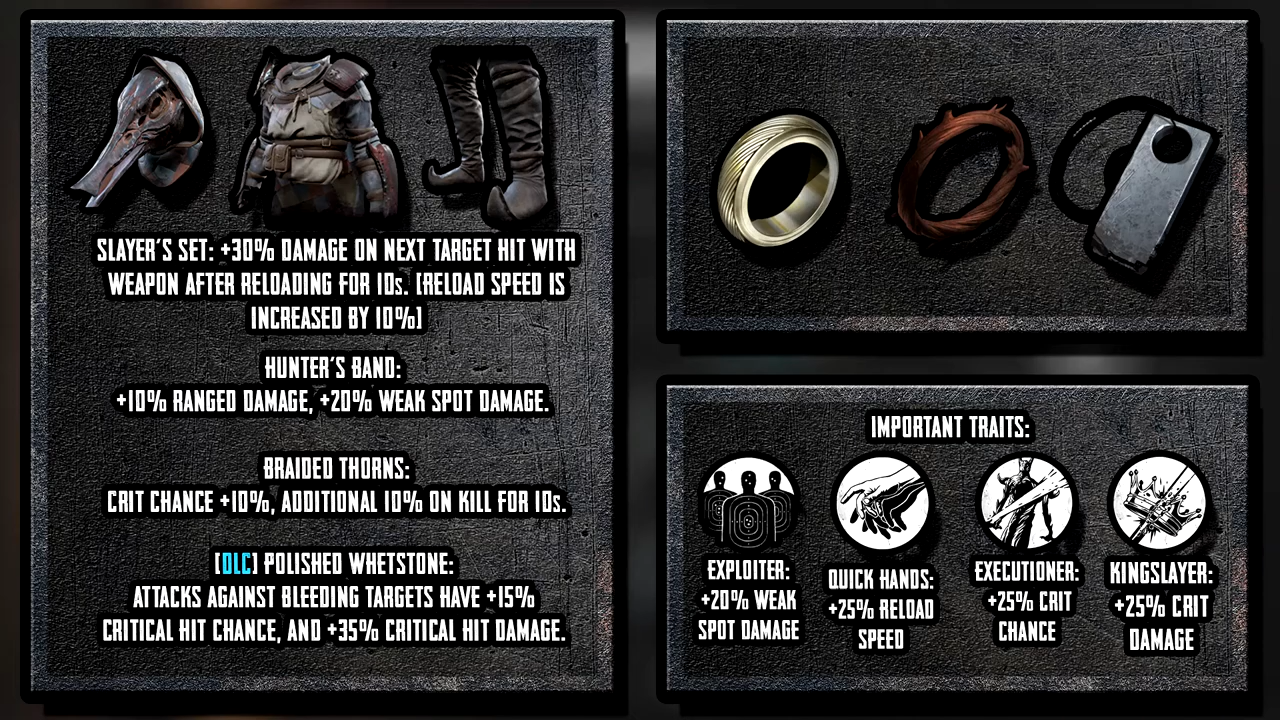 SLAYER'S SET: +30% DAMAGE ON NEXT TARGET HIT WITH
WEAPON AFTER RELOADING FOR 10s. [RELOAD SPEED IS
INCREASED BY 10%]
HUNTER'S BAND:
+10% RANGED DAMAGE, +20% WEAK SPOT DAMAGE.
BRAIDED THORNS:
CRIT CHANCE +10%, ADDITIONAL 10% ON KILL FOR 10s.
[DLC] POLISHED WHETSTONE:
ATTACKS AGAINST BLEEDING TARGETS HAVE +15%
CRITICAL HIT CHANCE, AND +35% CRITICAL HIT DAMAGE.
IMPORTANT TRAITS:
EXPLOITER:
+20% WEAK
SPOT DAMAGE
QUICK HANDS:
+25% RELOAD
SPEED
EXECUTIONER:
+25% CRIT
CHANCE
KINGSLAYER:
+25% CRIT
DAMAGE